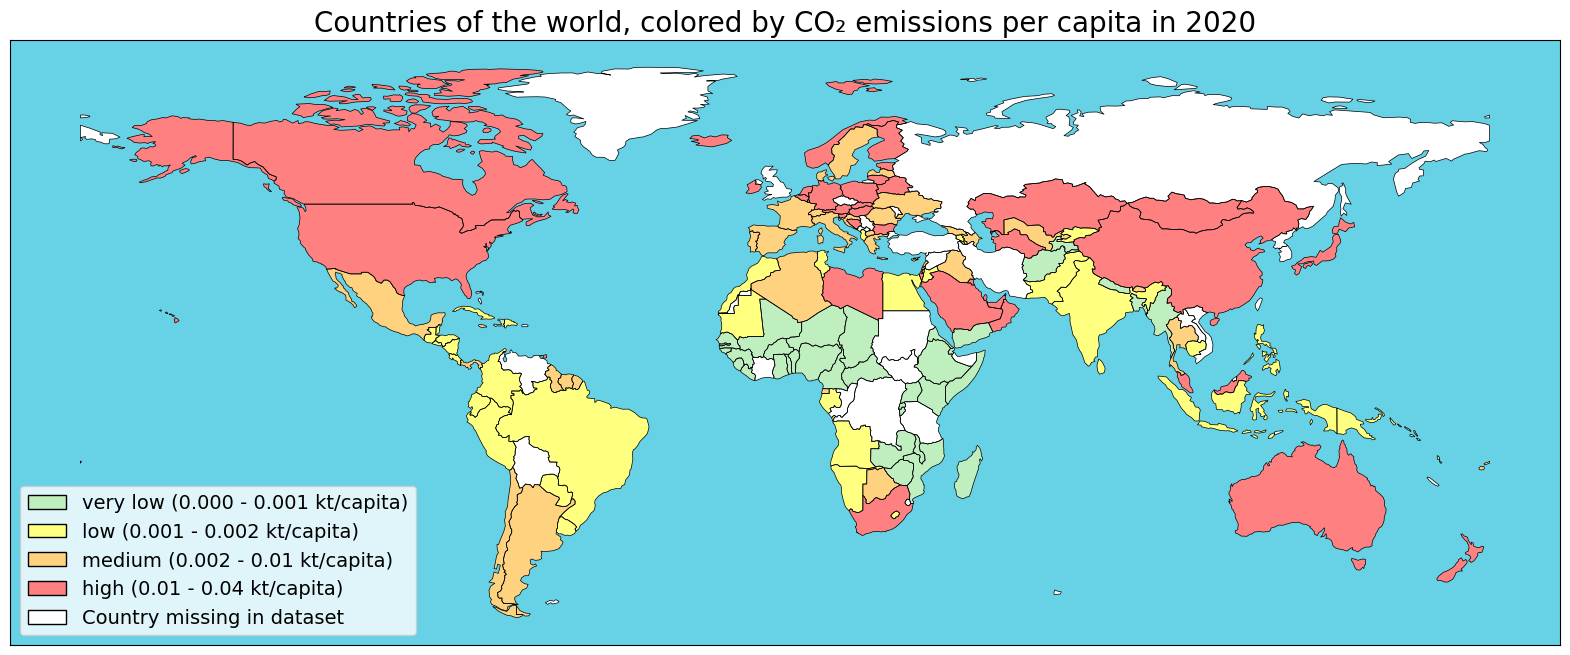 Countries of the world, colored by CO₂ emissions per capita in 2020
very low (0.000 - 0.001 kt/capita)
low (0.001 - 0.002 kt/capita)
medium (0.002 - 0.01 kt/capita)
high (0.01 - 0.04 kt/capita)
Country missing in dataset